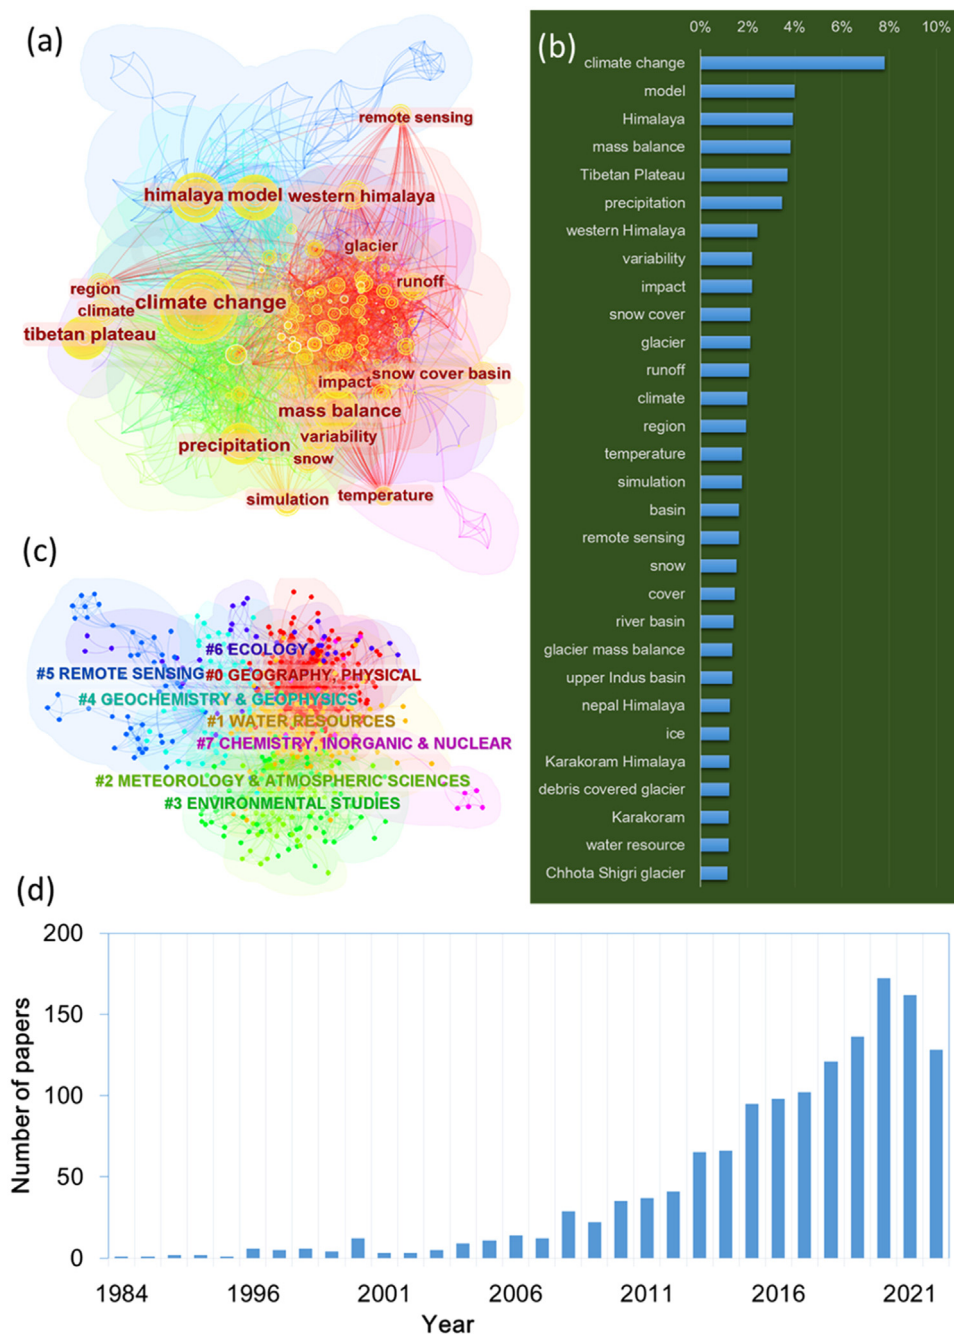 (a)
remote sensing
himalaya model western himalaya
glacier
region
runoff
climate change
climate
tibetan plateau
impact snow cover basin
mass balance
precipitation variability
snow
simulation temperature
(b)
0% 2% 4% 6% 8% 10%
climate change
model
Himalaya
mass balance
Tibetan Plateau
precipitation
western Himalaya
variability
impact
snow cover
glacier
runoff
climate
region
temperature
simulation
basin
remote sensing
snow
cover
river basin
glacier mass balance
upper Indus basin
nepal Himalaya
ice
Karakoram Himalaya
debris covered glacier
Karakoram
water resource
Chhota Shigri glacier
(c)
#6 ECOLOGY
#5 REMOTE SENSING #0 GEOGRAPHY, PHYSICAL
#4 GEOCHEMISTRY & GEOPHYSICS
#1 WATER RESOURCES
#7 CHEMISTRY, INORGANIC & NUCLEAR
#2 METEOROLOGY & ATMOSPHERIC SCIENCES
#3 ENVIRONMENTAL STUDIES
(d)
200
150
100
50
0
Number of papers
1984 1996 2001 2006 2011 2016 2021
Year